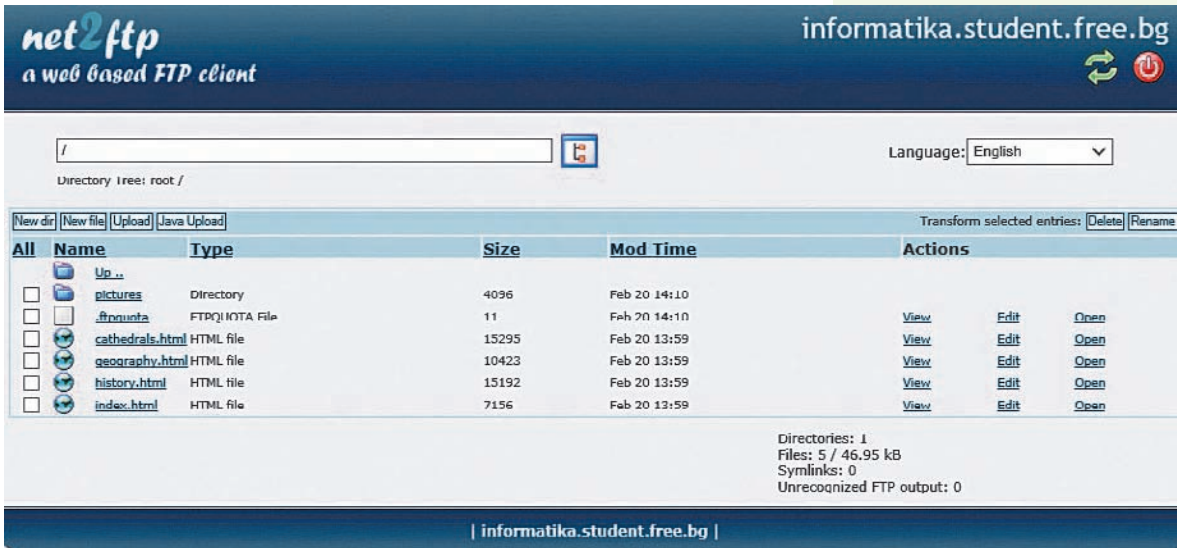 net2ftp
a web based FTP client
informatika.student.free.bg
/
Language: English
Directory Tree: root /
New dir New file Upload Java Upload Transform selected entries: Delete Rename
All Name Type Size Mod Time Actions
Up ..
pictures Directory 4096 Feb 20 14:10
.ftpquota FTPQUOTA File 11 Feb 20 14:10 View Edit Open
cathedrals.html HTML file 15295 Feb 20 13:59 View Edit Open
geography.html HTML file 10423 Feb 20 13:59 View Edit Open
history.html HTML file 15192 Feb 20 13:59 View Edit Open
index.html HTML file 7156 Feb 20 13:59 View Edit Open
Directories: 1
Files: 5 / 46.95 kB
Symlinks: 0
Unrecognized FTP output: 0
| informatika.student.free.bg |